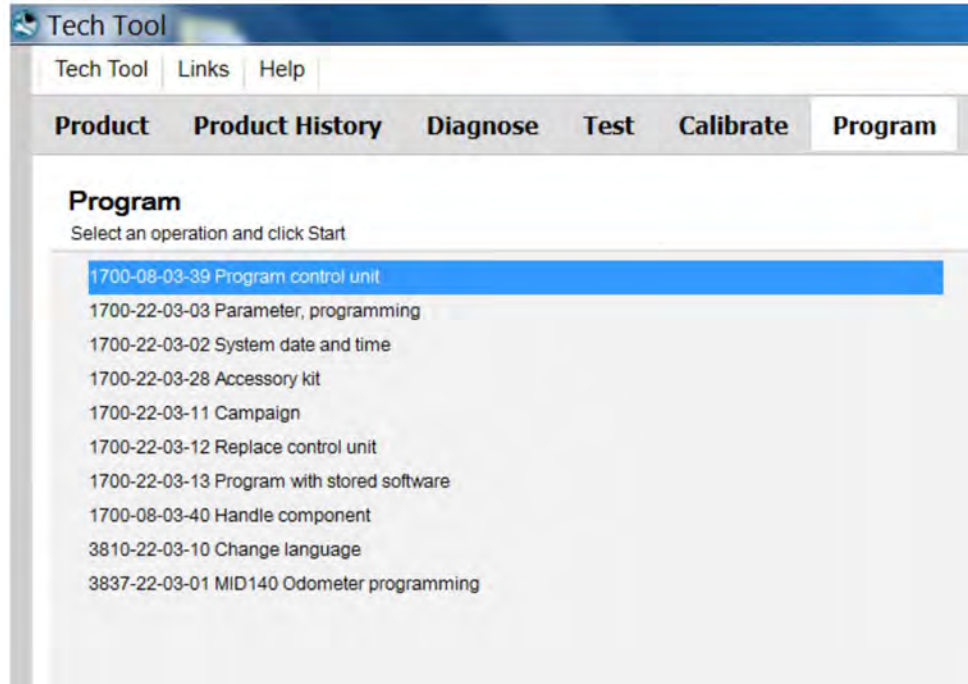 Tech Tool
Tech Tool Links Help
Product Product History Diagnose Test Calibrate Program
Program
Select an operation and click Start
1700-08-03-39 Program control unit
1700-22-03-03 Parameter, programming
1700-22-03-02 System date and time
1700-22-03-28 Accessory kit
1700-22-03-11 Campaign
1700-22-03-12 Replace control unit
1700-22-03-13 Program with stored software
1700-08-03-40 Handle component
3810-22-03-10 Change language
3837-22-03-01 MID140 Odometer programming